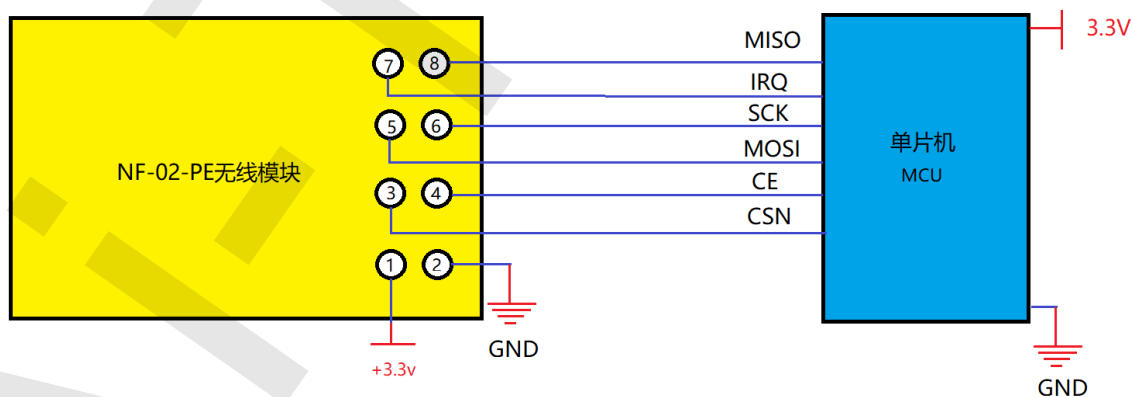 MISO
3.3V
7
8
IRQ
SCK
5
6
单片机
MOSI
NF-02-PE无线模块
MCU
CE
3
4
CSN
1
2
GND
+3.3v
GND